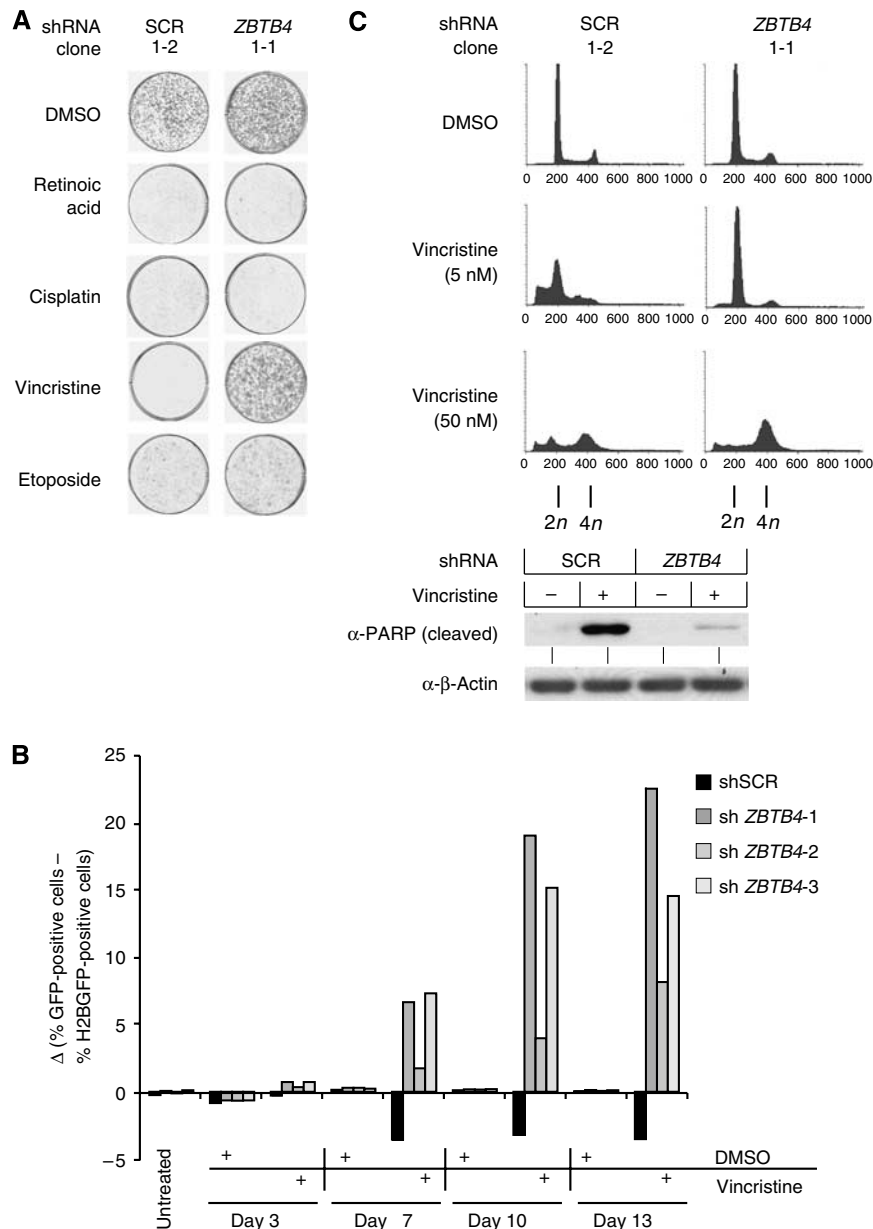 A
shRNA SCR ZBTB4
clone 1-2 1-1
DMSO
Retinoic
acid
Cisplatin
Vincristine
Etoposide
C
shRNA SCR ZBTB4
clone 1-2 1-1
DMSO
0 200 400 600 800 1000 0 200 400 600 800 1000
Vincristine
(5 nM)
0 200 400 600 800 1000 0 200 400 600 800 1000
Vincristine
(50 nM)
0 200 400 600 800 1000 0 200 400 600 800 1000
2n 4n 2n 4n
shRNA SCR ZBTB4
Vincristine – + – +
α-PARP (cleaved)
α-β-Actin
B
Δ (% GFP-positive cells –
% H2BGFP-positive cells)
25
20
15
10
5
0
–5
shSCR
sh ZBTB4-1
sh ZBTB4-2
sh ZBTB4-3
Untreated
+ + + + DMSO
+ + + + Vincristine
Day 3 Day 7 Day 10 Day 13